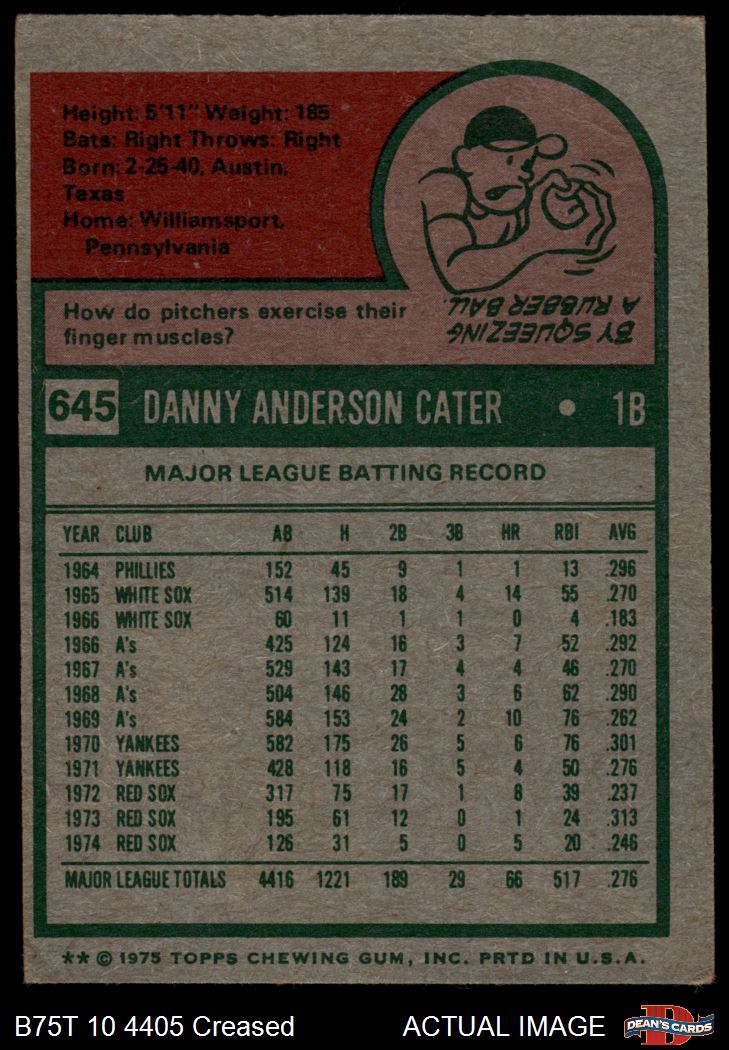 Height: 5'11" Weight: 185
Bats: Right Throws: Right
Born: 2-25-40, Austin,
Texas
Home: Williamsport,
Pennsylvania
How do pitchers exercise their
finger muscles?
BY SQUEEZING
A RUBBER BALL.
645 DANNY ANDERSON CATER • 1B
MAJOR LEAGUE BATTING RECORD
YEAR CLUB AB H 2B 3B HR RBI AVG
1964 PHILLIES 152 45 9 1 1 13 .296
1965 WHITE SOX 514 139 18 4 14 55 .270
1966 WHITE SOX 60 11 1 1 0 4 .183
1966 A's 425 124 16 3 7 52 .292
1967 A's 529 143 17 4 4 46 .270
1968 A's 504 146 28 3 6 62 .290
1969 A's 584 153 24 2 10 76 .262
1970 YANKEES 582 175 26 5 6 76 .301
1971 YANKEES 428 118 16 5 4 50 .276
1972 RED SOX 317 75 17 1 8 39 .237
1973 RED SOX 195 61 12 0 1 24 .313
1974 RED SOX 126 31 5 0 5 20 .246
MAJOR LEAGUE TOTALS 4416 1221 189 29 66 517 .276
** © 1975 TOPPS CHEWING GUM, INC. PRTD IN U.S.A.
B75T 10 4405 Creased ACTUAL IMAGE DEAN'S CARDS